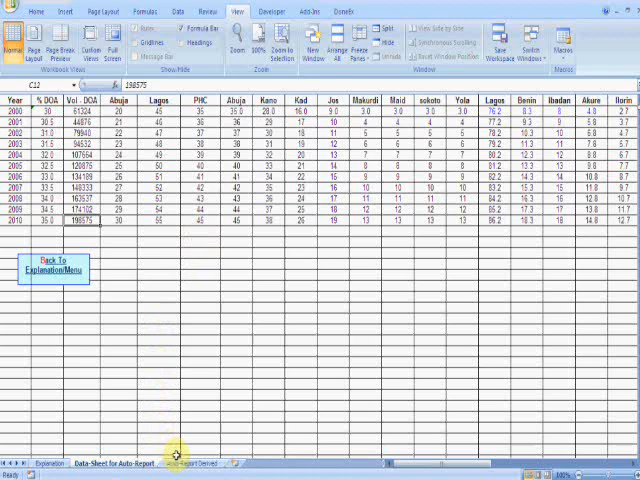 Home Insert Page Layout Formulas Data Review View Developer Add-Ins
Normal Page Layout Page Break Preview Custom Views Full Screen
Ruler Formula Bar
Gridlines Headings
Message Bar
Zoom 100% Zoom to Selection
New Window Arrange All Freeze Panes
Split
Hide
Unhide
View Side by Side
Synchronous Scrolling
Reset Window Position
Save Workspace Switch Windows Macros
Workbook Views Show/Hide Zoom Window Macros
C12 198575
Year % DOA Vol - DOA Abuja Lagos PHC Abuja Kano Kad Jos Makurdi Maid sokoto Yola Lagos Benin Ibadan Akure Ilorin
2000 30 61324 20 45 35 35.0 28.0 16.0 9.0 3.0 3.0 3.0 3.0 76.2 8.3 8 4.8 2.7
2001 30.5 44876 21 46 36 36 29 17 10 4 4 4 4 77.2 9.3 9 5.8 3.7
2002 31.0 79940 22 47 37 37 30 18 11 5 5 5 5 78.2 10.3 10 6.8 4.7
2003 31.5 94532 23 48 38 38 31 19 12 6 6 6 6 79.2 11.3 11 7.8 5.7
2004 32.0 107664 24 49 39 39 32 20 13 7 7 7 7 80.2 12.3 12 8.8 6.7
2005 32.5 120875 25 50 40 40 33 21 14 8 8 8 8 81.2 13.3 13 9.8 7.7
2006 33.0 134189 26 51 41 41 34 22 15 9 9 9 9 82.2 14.3 14 10.8 8.7
2007 33.5 148333 27 52 42 42 35 23 16 10 10 10 10 83.2 15.3 15 11.8 9.7
2008 34.0 163537 28 53 43 43 36 24 17 11 11 11 11 84.2 16.3 16 12.8 10.7
2009 34.5 174102 29 54 44 44 37 25 18 12 12 12 12 85.2 17.3 17 13.8 11.7
2010 35.0 198575 30 55 45 45 38 26 19 13 13 13 13 86.2 18.3 18 14.8 12.7
Back To
Explanation/Menu
Explanation Data-Sheet for Auto-Report Auto-Report Derived
Ready 100%